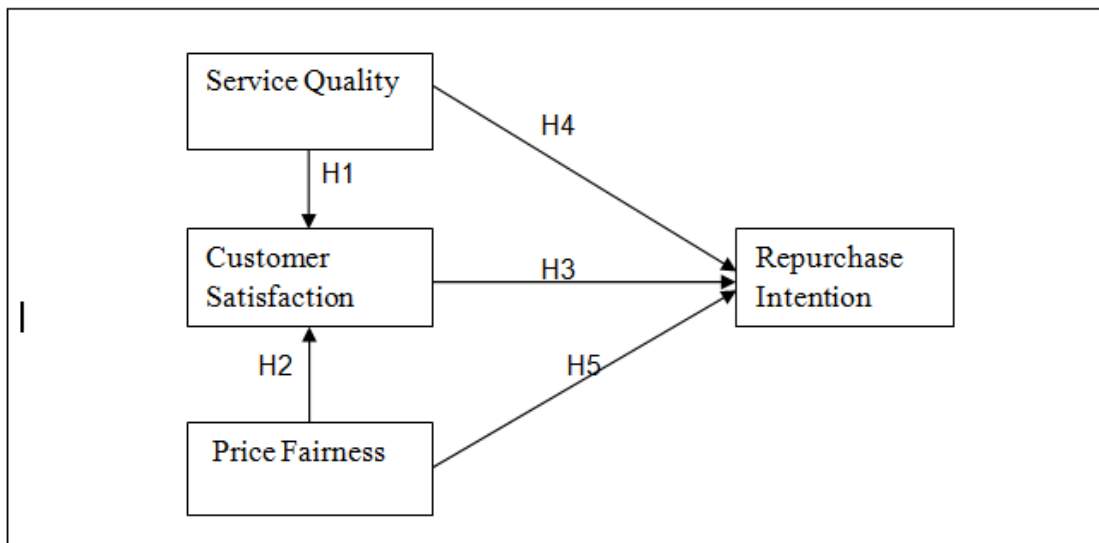 Service Quality
H4
H1
Customer
Satisfaction
H3
Repurchase
Intention
H2
H5
Price Fairness